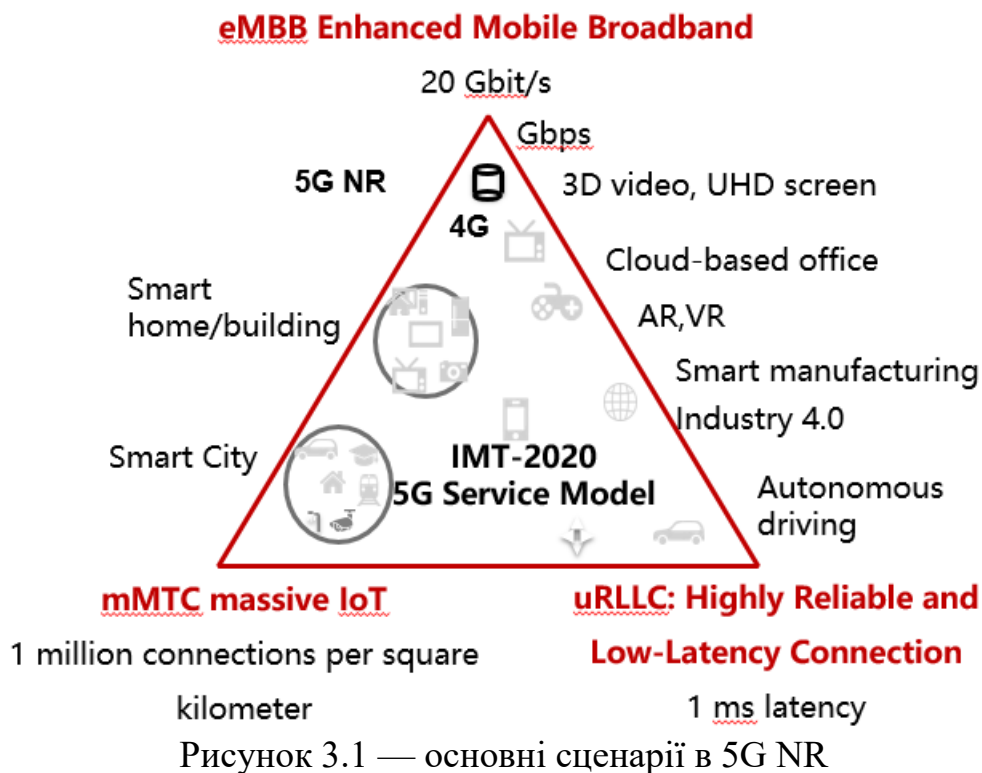 eMBB Enhanced Mobile Broadband
20 Gbit/s
Gbps
5G NR
3D video, UHD screen
4G
Cloud-based office
Smart
home/building
AR,VR
Smart manufacturing
Industry 4.0
Smart City
IMT-2020
5G Service Model
Autonomous
driving
mMTC massive IoT
1 million connections per square
kilometer
uRLLC: Highly Reliable and
Low-Latency Connection
1 ms latency
Рисунок 3.1 — основні сценарії в 5G NR